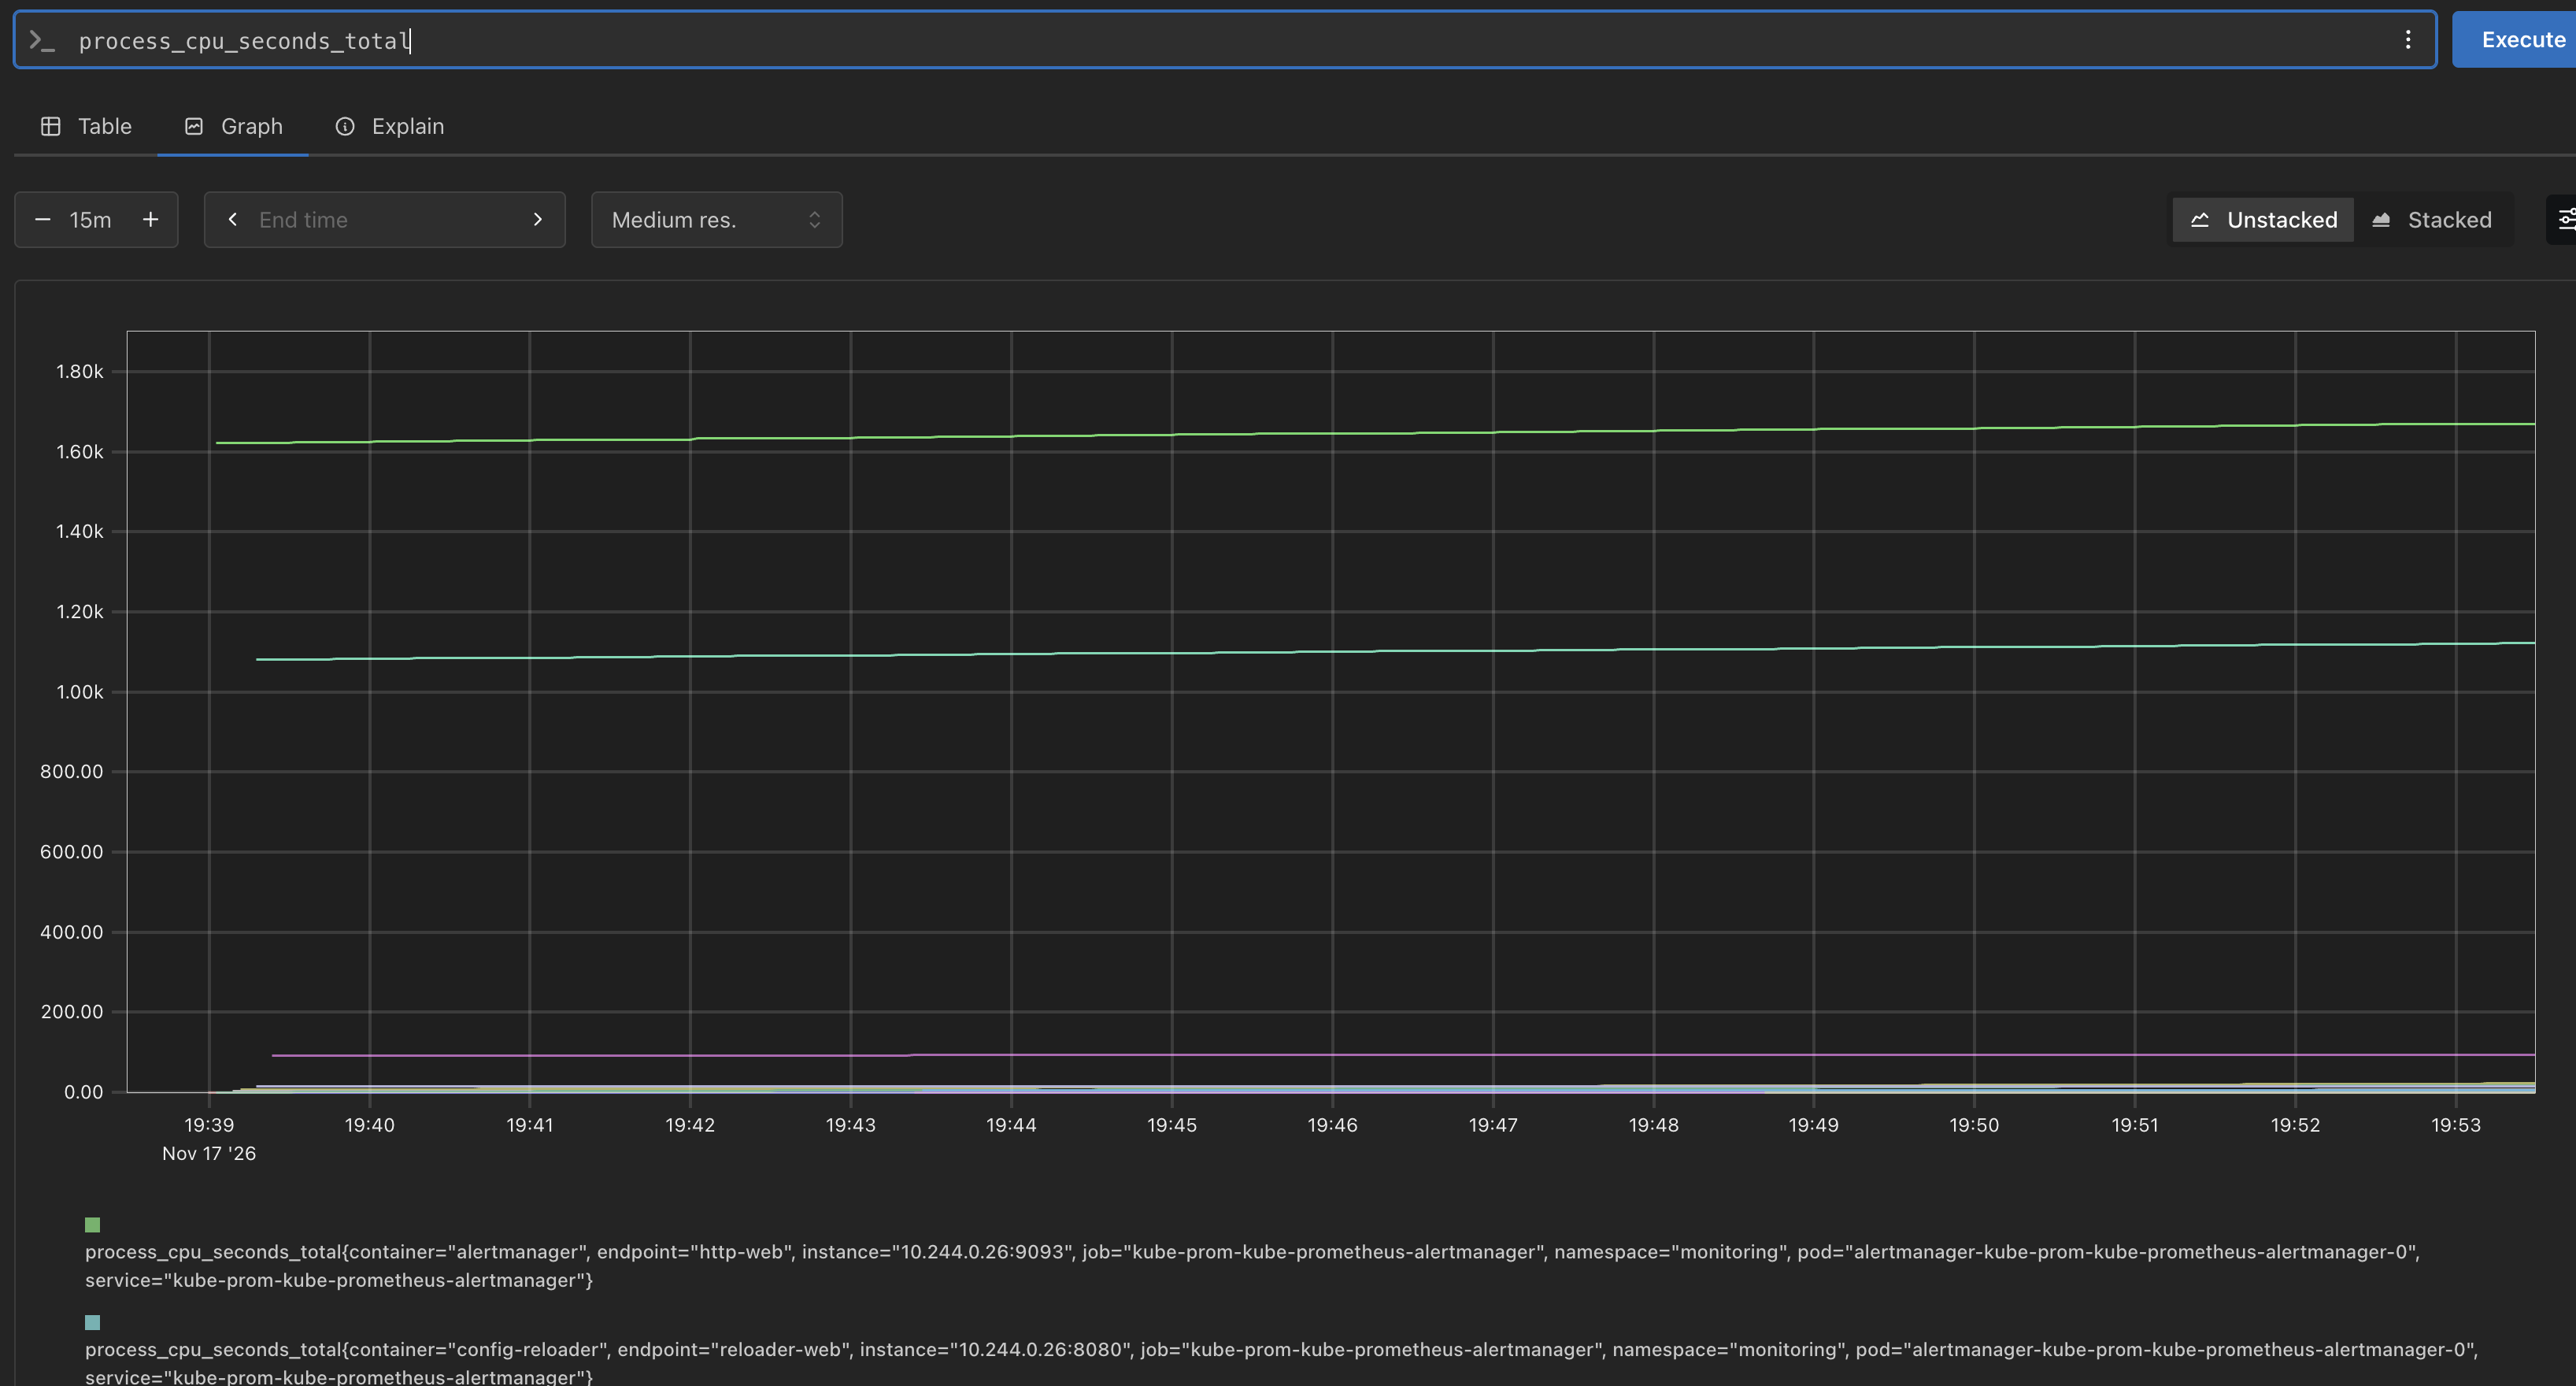 process_cpu_seconds_total
Execute
Table Graph Explain
15m End time Medium res. Unstacked Stacked
1.80k
1.60k
1.40k
1.20k
1.00k
800.00
600.00
400.00
200.00
0.00
19:39 19:40 19:41 19:42 19:43 19:44 19:45 19:46 19:47 19:48 19:49 19:50 19:51 19:52 19:53
Nov 17 '26
process_cpu_seconds_total{container="alertmanager", endpoint="http-web", instance="10.244.0.26:9093", job="kube-prom-kube-prometheus-alertmanager", namespace="monitoring", pod="alertmanager-kube-prom-kube-prometheus-alertmanager-0",
service="kube-prom-kube-prometheus-alertmanager"}
process_cpu_seconds_total{container="config-reloader", endpoint="reloader-web", instance="10.244.0.26:8080", job="kube-prom-kube-prometheus-alertmanager", namespace="monitoring", pod="alertmanager-kube-prom-kube-prometheus-alertmanager-0",
service="kube-prom-kube-prometheus-alertmanager"}